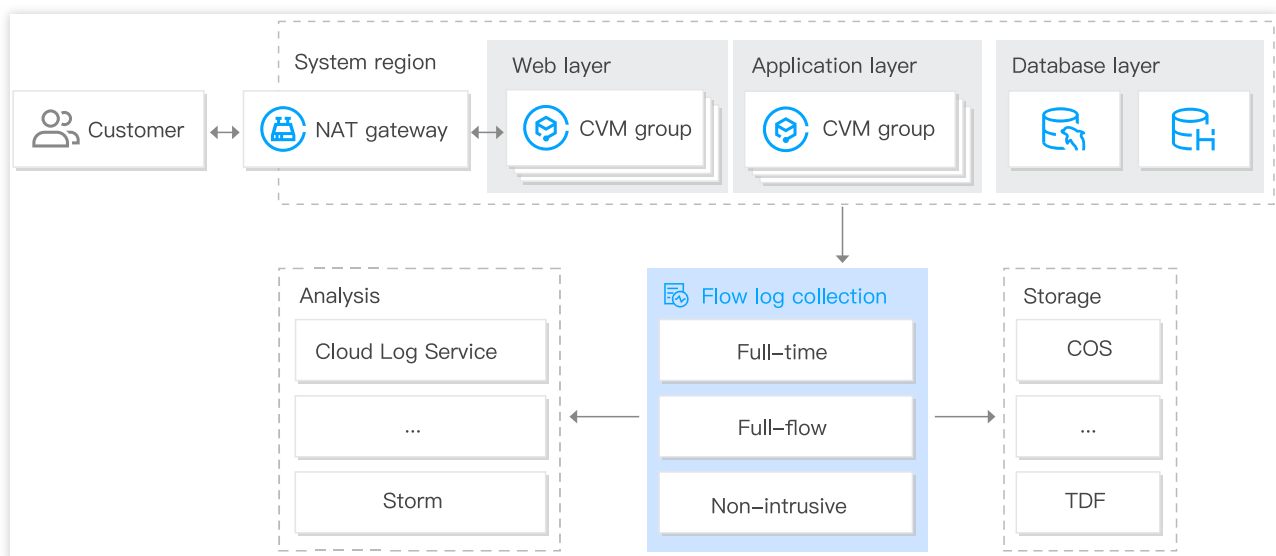 System region
Web layer
Application layer
Database layer
Customer
NAT gateway
CVM group
CVM group
Analysis
Cloud Log Service
...
Storm
Flow log collection
Full-time
Full-flow
Non-intrusive
Storage
COS
...
TDF